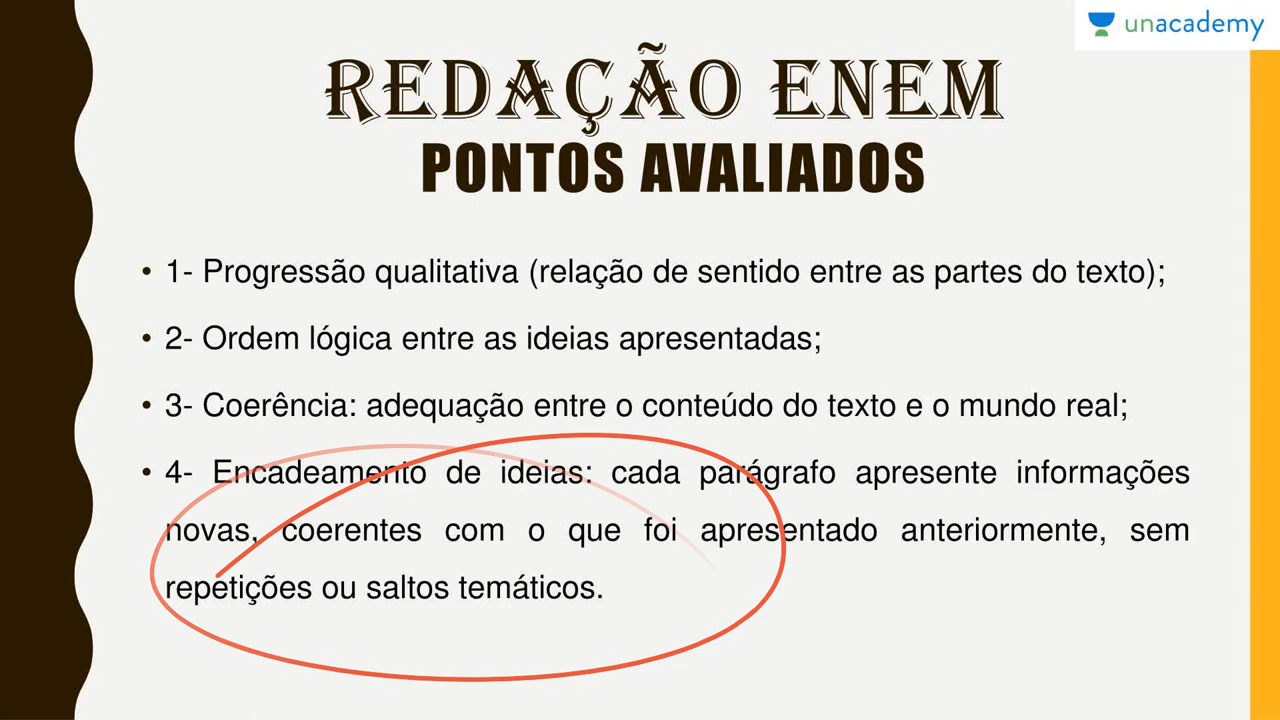 unacademy
REDAÇÃO ENEM
PONTOS AVALIADOS
• 1- Progressão qualitativa (relação de sentido entre as partes do texto);
• 2- Ordem lógica entre as ideias apresentadas;
• 3- Coerência: adequação entre o conteúdo do texto e o mundo real;
• 4- Encadeamento de ideias: cada parágrafo apresente informações
novas, coerentes com o que foi apresentado anteriormente, sem
repetições ou saltos temáticos.